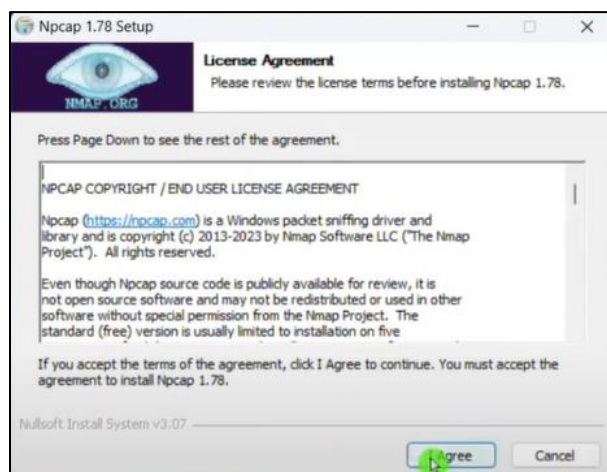 Npcap 1.78 Setup
NMAP.ORG
License Agreement
Please review the license terms before installing Npcap 1.78.
Press Page Down to see the rest of the agreement.
NPCAP COPYRIGHT / END USER LICENSE AGREEMENT
Npcap (https://npcap.com) is a Windows packet sniffing driver and
library and is copyright (c) 2013-2023 by Nmap Software LLC ("The Nmap
Project").  All rights reserved.
Even though Npcap source code is publicly available for review, it is
not open source software and may not be redistributed or used in other
software without special permission from the Nmap Project.  The
standard (free) version is usually limited to installation on five
If you accept the terms of the agreement, click I Agree to continue. You must accept the
agreement to install Npcap 1.78.
Nullsoft Install System v3.07
Agree
Cancel